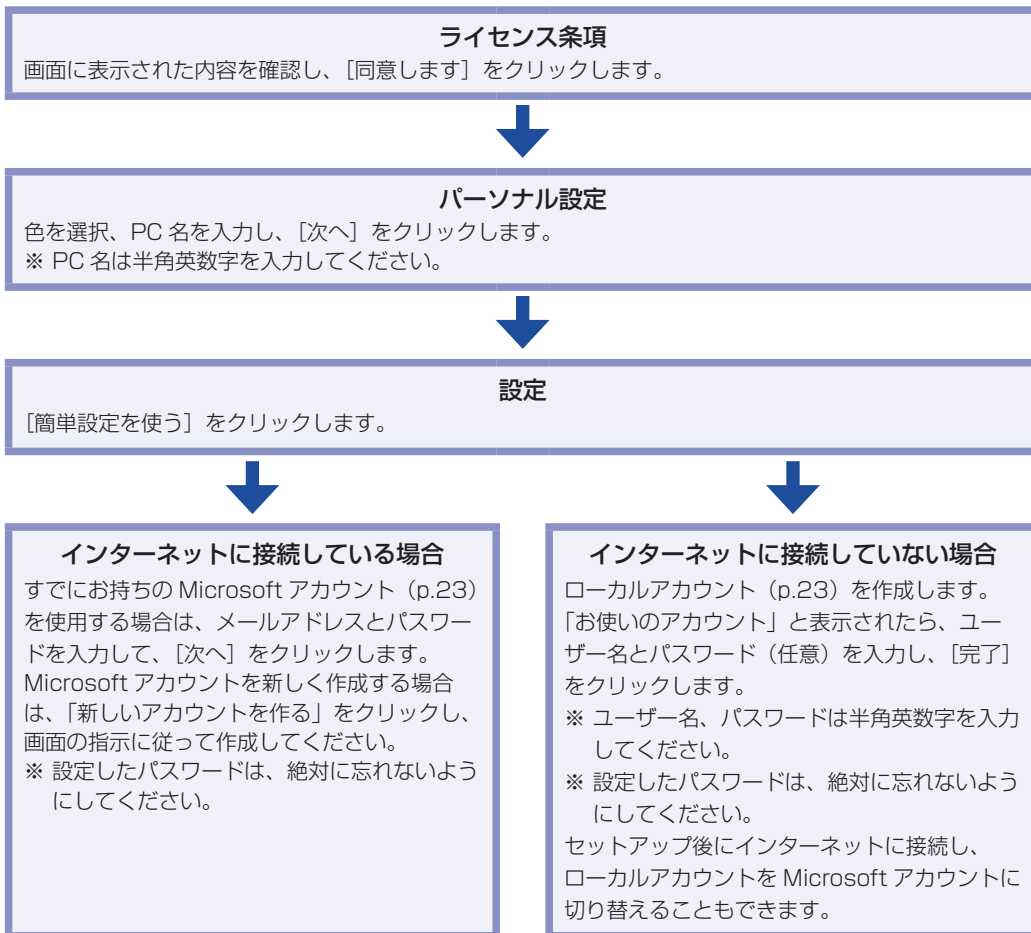 ライセンス条項
画面に表示された内容を確認し、［同意します］をクリックします。
パーソナル設定
色を選択、PC 名を入力し、［次へ］をクリックします。
※ PC 名は半角英数字を入力してください。
設定
［簡単設定を使う］をクリックします。
インターネットに接続している場合
すでにお持ちの Microsoft アカウント（p.23）
を使用する場合は、メールアドレスとパスワー
ドを入力して、［次へ］をクリックします。
Microsoft アカウントを新しく作成する場合
は、「新しいアカウントを作る」をクリックし、
画面の指示に従って作成してください。
※ 設定したパスワードは、絶対に忘れないよう
にしてください。
インターネットに接続していない場合
ローカルアカウント（p.23）を作成します。
「お使いのアカウント」と表示されたら、ユー
ザー名とパスワード（任意）を入力し、［完了］
をクリックします。
※ ユーザー名、パスワードは半角英数字を入力
してください。
※ 設定したパスワードは、絶対に忘れないよう
にしてください。
セットアップ後にインターネットに接続し、
ローカルアカウントを Microsoft アカウントに
切り替えることもできます。